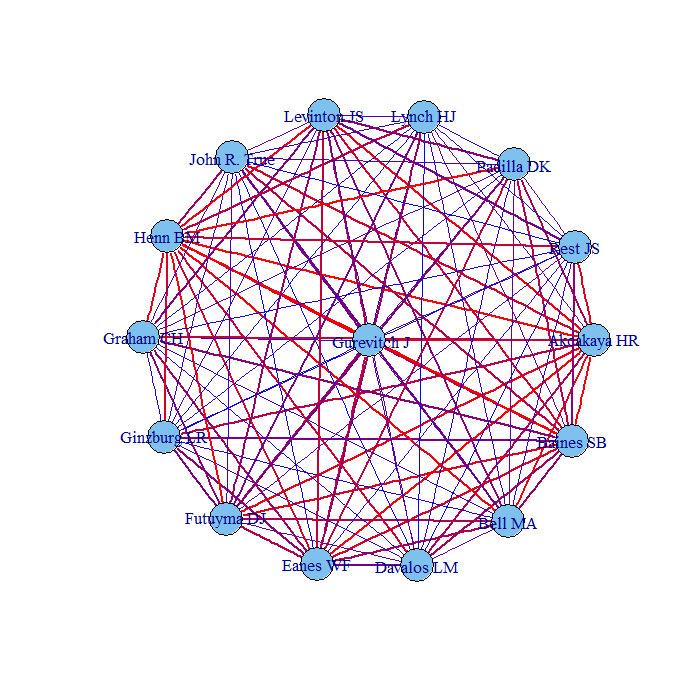 Levinton JS
Lynch HJ
John R. True
Padilla DK
Henn BM
Rest JS
Graham CH
Gurevitch J
Akcakaya HR
Ginzburg LR
Baines SB
Futuyma DJ
Bell MA
Eanes WF
Davalos LM